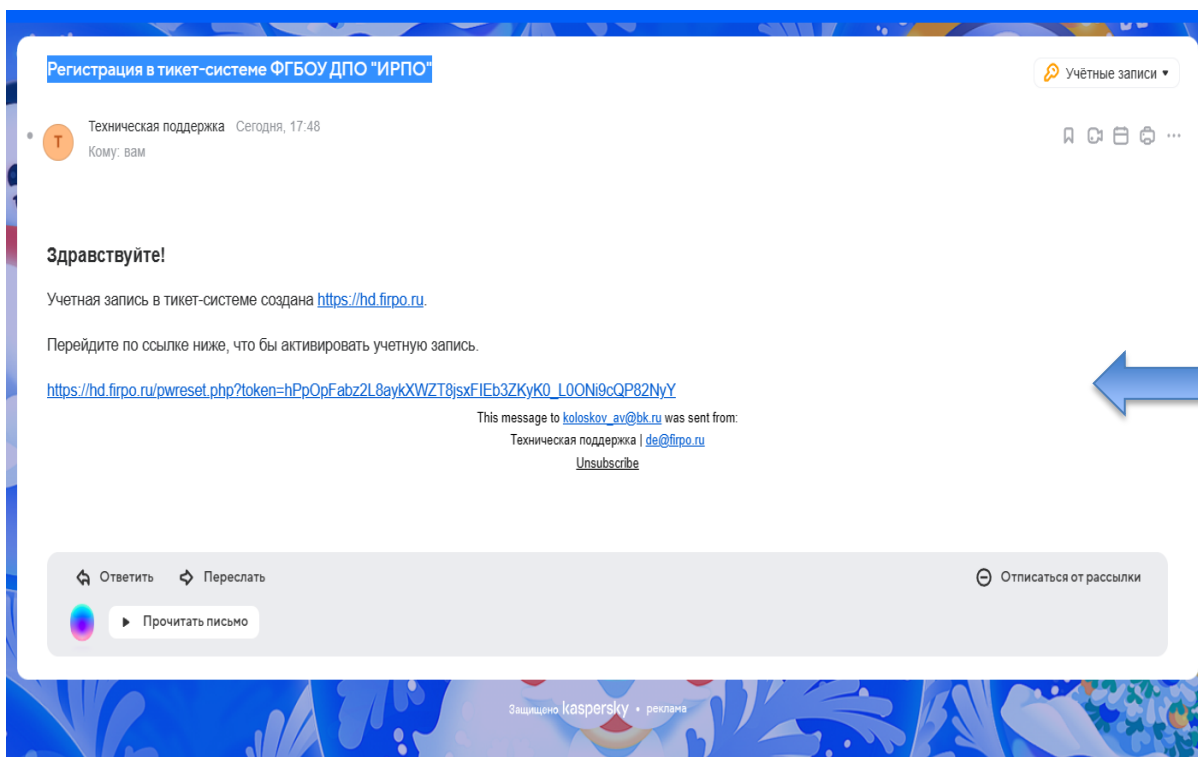 Регистрация в тикет-системе ФГБОУ ДПО "ИРПО"
Учётные записи
Т
Техническая поддержка Сегодня, 17:48
Кому: вам
Здравствуйте!
Учетная запись в тикет-системе создана https://hd.firpo.ru.
Перейдите по ссылке ниже, что бы активировать учетную запись.
https://hd.firpo.ru/pwreset.php?token=hPpOpFabz2L8aykXWZT8jsxFIEb3ZKyK0_L0ONi9cQP82NyY
This message to koloskov_av@bk.ru was sent from:
Техническая поддержка | de@firpo.ru
Unsubscribe
Ответить Переслать Отписаться от рассылки
Прочитать письмо
Защищено kaspersky • реклама